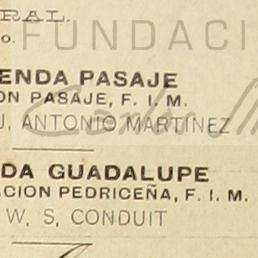 RAL.
O.
FUNDACI
ENDA PASAJE
ON PASAJE, F. I. M.
J, ANTONIO MARTINEZ
DA GUADALUPE
ACION PEDRICEÑA, F. I. M.
W. S, CONDUIT